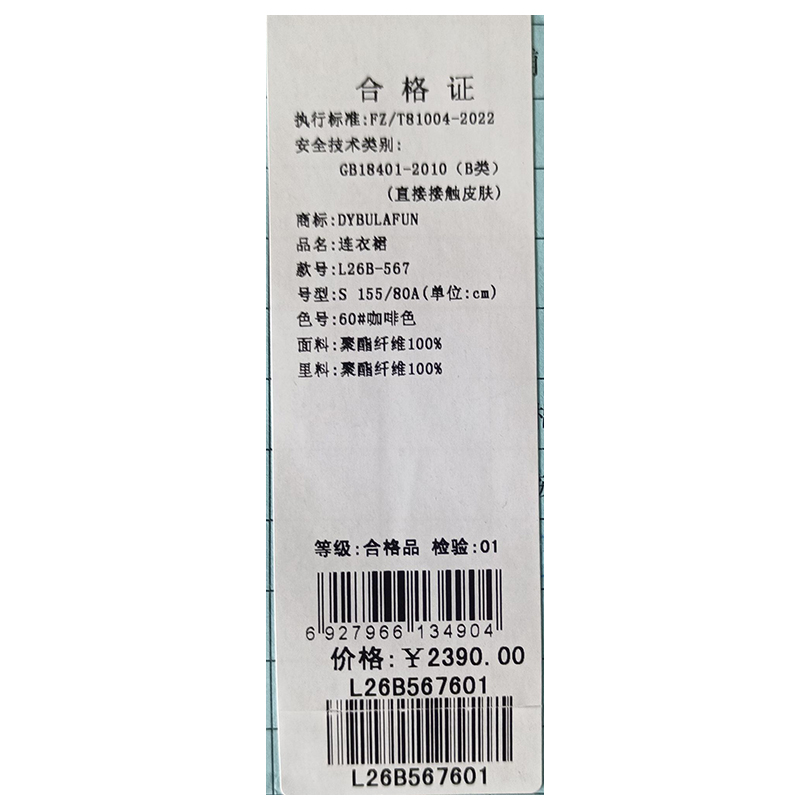 合格证
执行标准:FZ/T81004-2022
安全技术类别:
GB18401-2010（B类）
(直接接触皮肤)
商标:DYBULAFUN
品名:连衣裙
款号:L26B-567
号型:S 155/80A(单位:cm)
色号:60#咖啡色
面料:聚酯纤维100%
里料:聚酯纤维100%
等级:合格品 检验:01
6 927966 134904
价格:¥2390.00
L26B567601
L26B567601